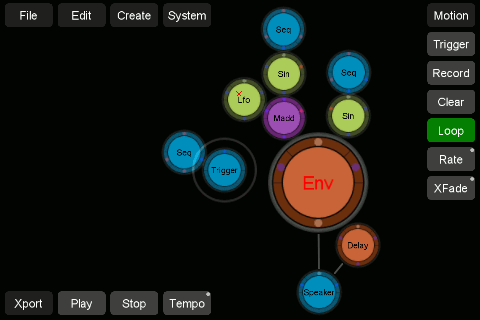 File Edit Create System Motion
Seq
Trigger
Sin Seq
Record
Lfo Clear
Madd Sin
Loop
Seq Rate
Trigger Env XFade
Delay
Speaker
Xport Play Stop Tempo